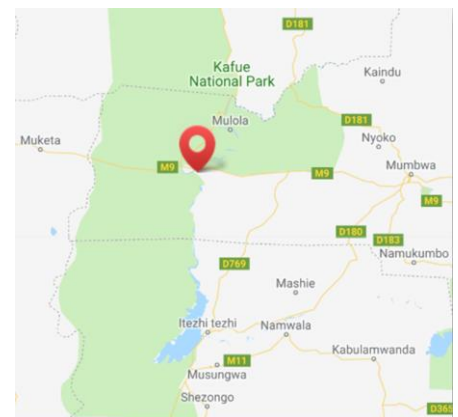 D181
Kafue
National Park
Kaindu
Mulola
D181
Nyoko
Muketa
M9
M9
Mumbwa
M9
D180
D183
Namukumbo
D769
Mashie
Itezhi tezhi
Namwala
Kabulamwanda
M11
Musungwa
Shezongo
D365